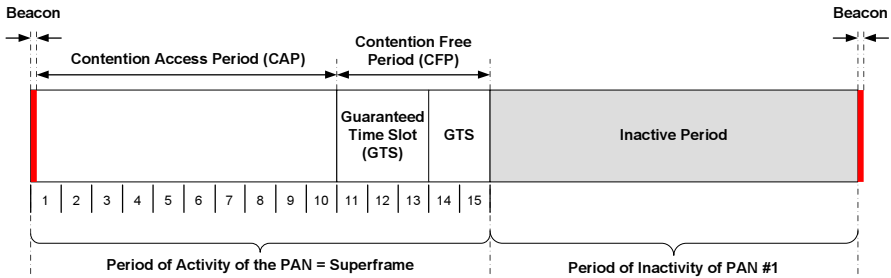 Beacon
Beacon
Contention Free
Period (CFP)
Contention Access Period (CAP)
Guaranteed
Time Slot
(GTS)
GTS
Inactive Period
1 2 3 4 5 6 7 8 9 10 11 12 13 14 15
Period of Activity of the PAN = Superframe
Period of Inactivity of PAN #1